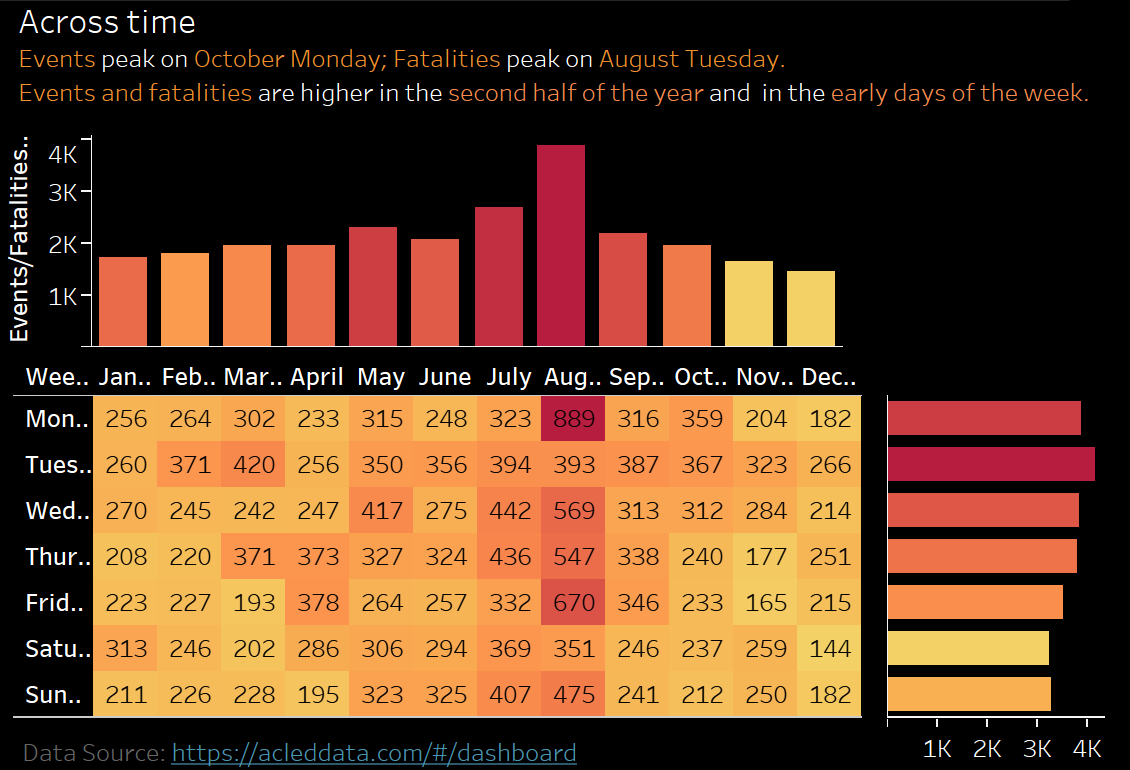 Across time
Events peak on October Monday; Fatalities peak on August Tuesday.
Events and fatalities are higher in the second half of the year and in the early days of the week.
Events/Fatalities..
4K
3K
2K
1K
Wee.. Jan.. Feb.. Mar.. April May June July Aug.. Sep.. Oct.. Nov.. Dec..
Mon.. 256 264 302 233 315 248 323 889 316 359 204 182
Tues.. 260 371 420 256 350 356 394 393 387 367 323 266
Wed.. 270 245 242 247 417 275 442 569 313 312 284 214
Thur.. 208 220 371 373 327 324 436 547 338 240 177 251
Frid.. 223 227 193 378 264 257 332 670 346 233 165 215
Satu.. 313 246 202 286 306 294 369 351 246 237 259 144
Sun.. 211 226 228 195 323 325 407 475 241 212 250 182
1K 2K 3K 4K
Data Source: https://acleddata.com/#/dashboard